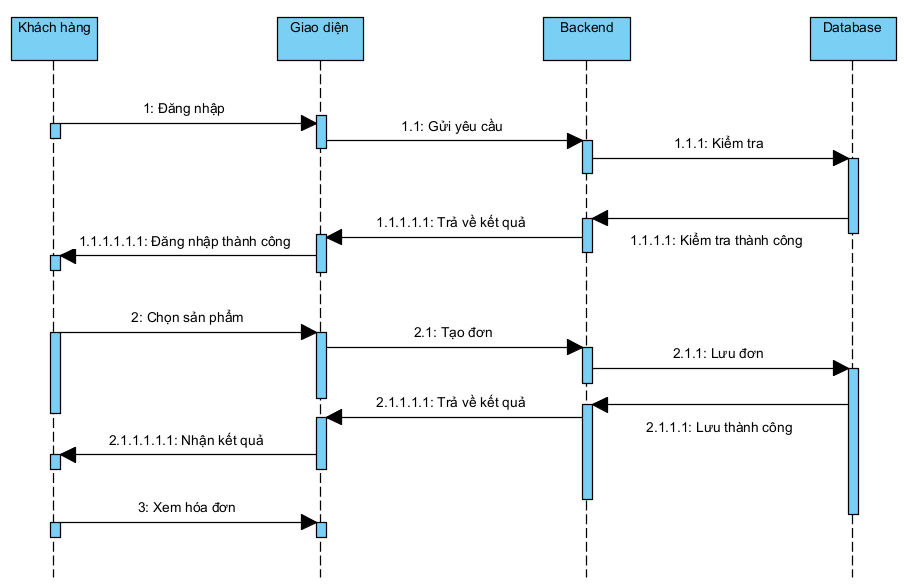 Khách hàng
Giao diện
Backend
Database
1: Đăng nhập
1.1: Gửi yêu cầu
1.1.1: Kiểm tra
1.1.1.1: Kiểm tra thành công
1.1.1.1.1: Trả về kết quả
1.1.1.1.1.1: Đăng nhập thành công
2: Chọn sản phẩm
2.1: Tạo đơn
2.1.1: Lưu đơn
2.1.1.1: Lưu thành công
2.1.1.1.1: Trả về kết quả
2.1.1.1.1.1: Nhận kết quả
3: Xem hóa đơn